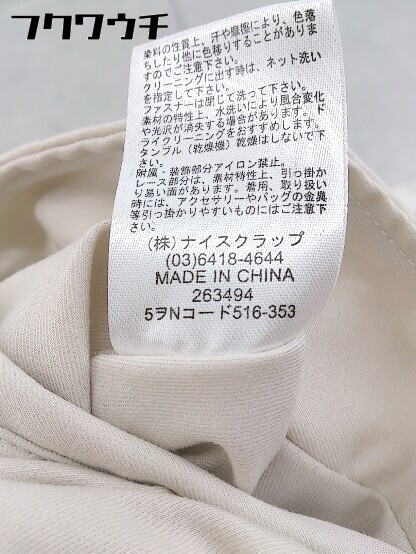 フクワウチ
染料の性質上、汗や摩擦により、色落
ちしたり他に色移りすることがありま
すのでご注意下さい。
クリーニングに出す時は、ネット洗い
を指定して下さい。
ファスナーは閉じて洗って下さい。
素材の特性上、水洗いにより風合変化
や光沢が消失する場合があります。ド
ライクリーニングをおすすめします。
タンブル（乾燥機）乾燥はしないで下
さい。
附属・装飾部分アイロン禁止。
レース部分は、素材特性上、引っ掛か
り易い面があります。着用、取り扱い
時には、アクセサリーやバッグの金具
等引っ掛かりやすいものにはご注意下
さい。
(株)ナイスクラップ
(03)6418-4644
MADE IN CHINA
263494
5ヲNコード516-353